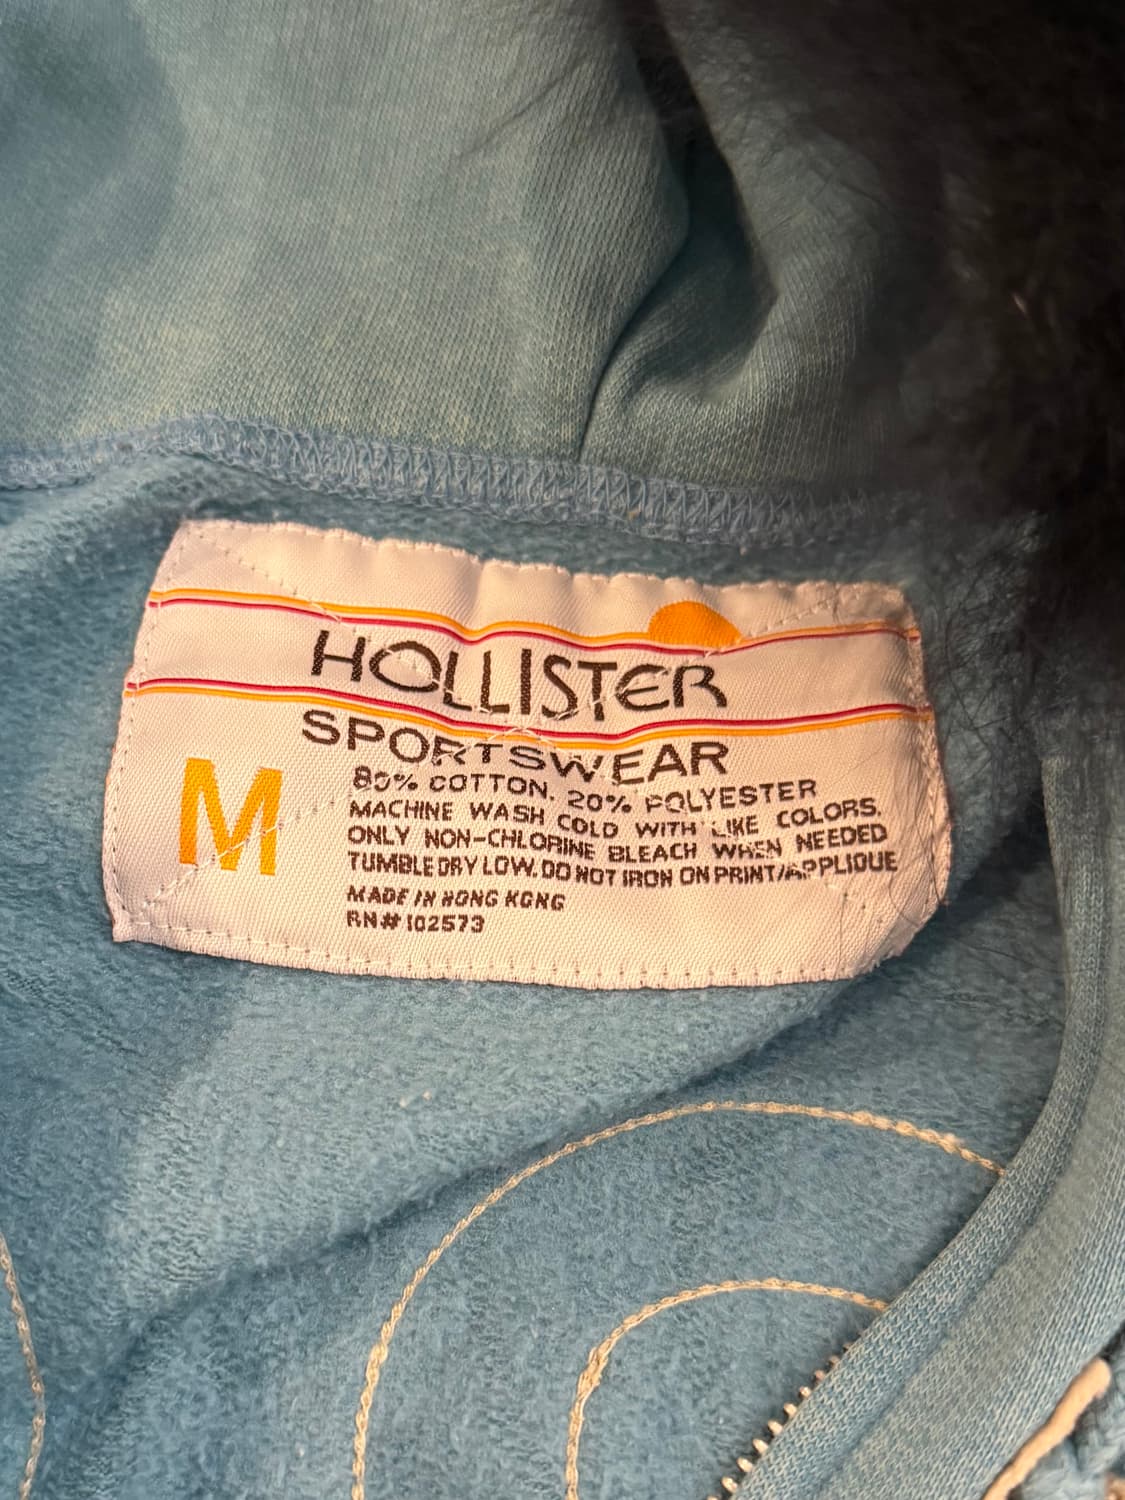 HOLLISTER
SPORTSWEAR
M
80% COTTON. 20% POLYESTER
MACHINE WASH COLD WITH LIKE COLORS.
ONLY NON-CHLORINE BLEACH WHEN NEEDED
TUMBLE DRY LOW. DO NOT IRON ON PRINT/APPLIQUE
MADE IN HONG KONG
RN# 102573